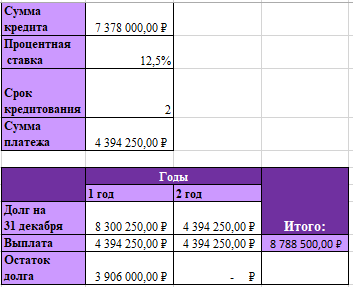 Сумма
кредита 7 378 000,00 ₽
Процентная
ставка 12,5%
Срок
кредитования 2
Сумма
платежа 4 394 250,00 ₽
Годы
1 год 2 год
Долг на
31 декабря 8 300 250,00 ₽ 4 394 250,00 ₽ Итого:
Выплата 4 394 250,00 ₽ 4 394 250,00 ₽ 8 788 500,00 ₽
Остаток
долга 3 906 000,00 ₽ - ₽